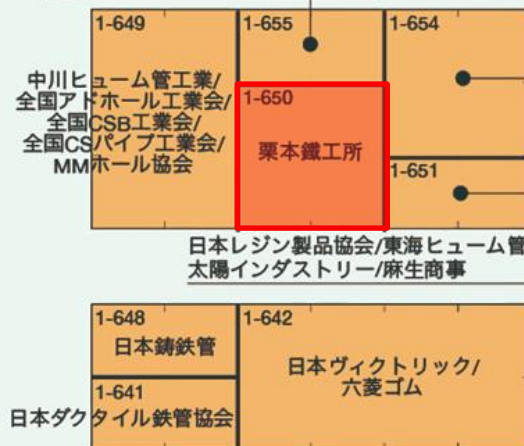 1-649
中川ヒューム管工業/
全国アドホール工業会/
全国CSB工業会/
全国CSパイプ工業会/
MMホール協会
1-655
1-654
1-650
栗本鐵工所
1-651
日本レジン製品協会/東海ヒューム管
太陽インダストリー/麻生商事
1-648
日本鋳鉄管
1-642
日本ヴィクトリック/
六菱ゴム
1-641
日本ダクタイル鉄管協会